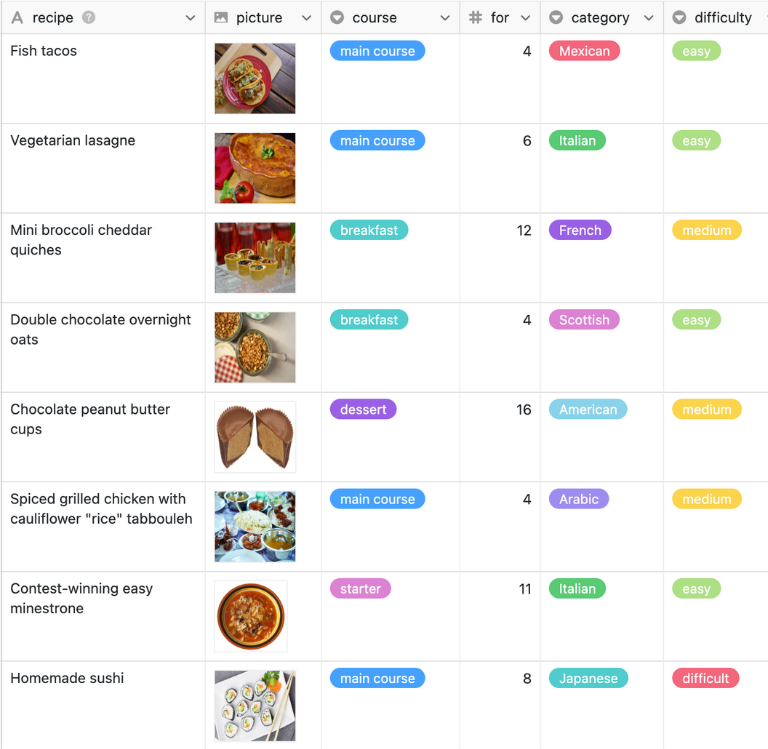 recipe picture course for category difficulty
Fish tacos main course 4 Mexican easy
Vegetarian lasagne main course 6 Italian easy
Mini broccoli cheddar breakfast 12 French medium
quiches
Double chocolate overnight breakfast 4 Scottish easy
oats
Chocolate peanut butter dessert 16 American medium
cups
Spiced grilled chicken with main course 4 Arabic medium
cauliflower "rice" tabbouleh
Contest-winning easy starter 11 Italian easy
minestrone
Homemade sushi main course 8 Japanese difficult